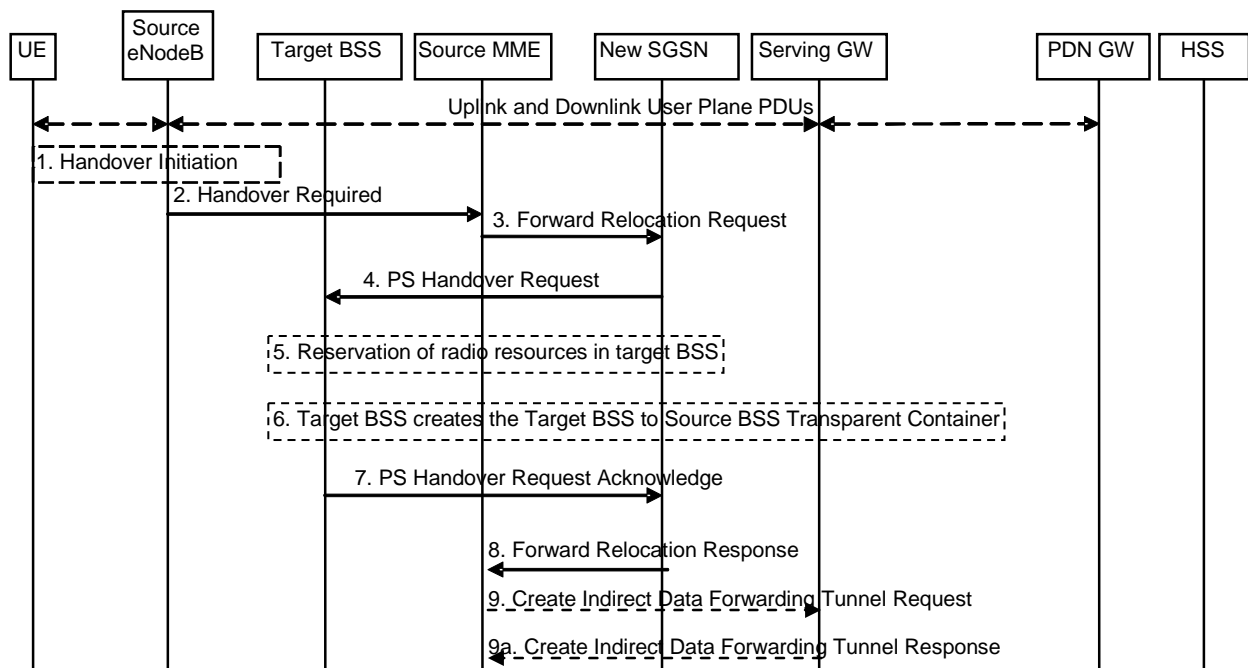 UE
Source
eNodeB
Target BSS
Source MME
New SGSN
Serving GW
PDN GW
HSS
Uplink and Downlink User Plane PDUs
1. Handover Initiation
2. Handover Required
3. Forward Relocation Request
4. PS Handover Request
5. Reservation of radio resources in target BSS
6. Target BSS creates the Target BSS to Source BSS Transparent Container
7. PS Handover Request Acknowledge
8. Forward Relocation Response
9. Create Indirect Data Forwarding Tunnel Request
9a. Create Indirect Data Forwarding Tunnel Response